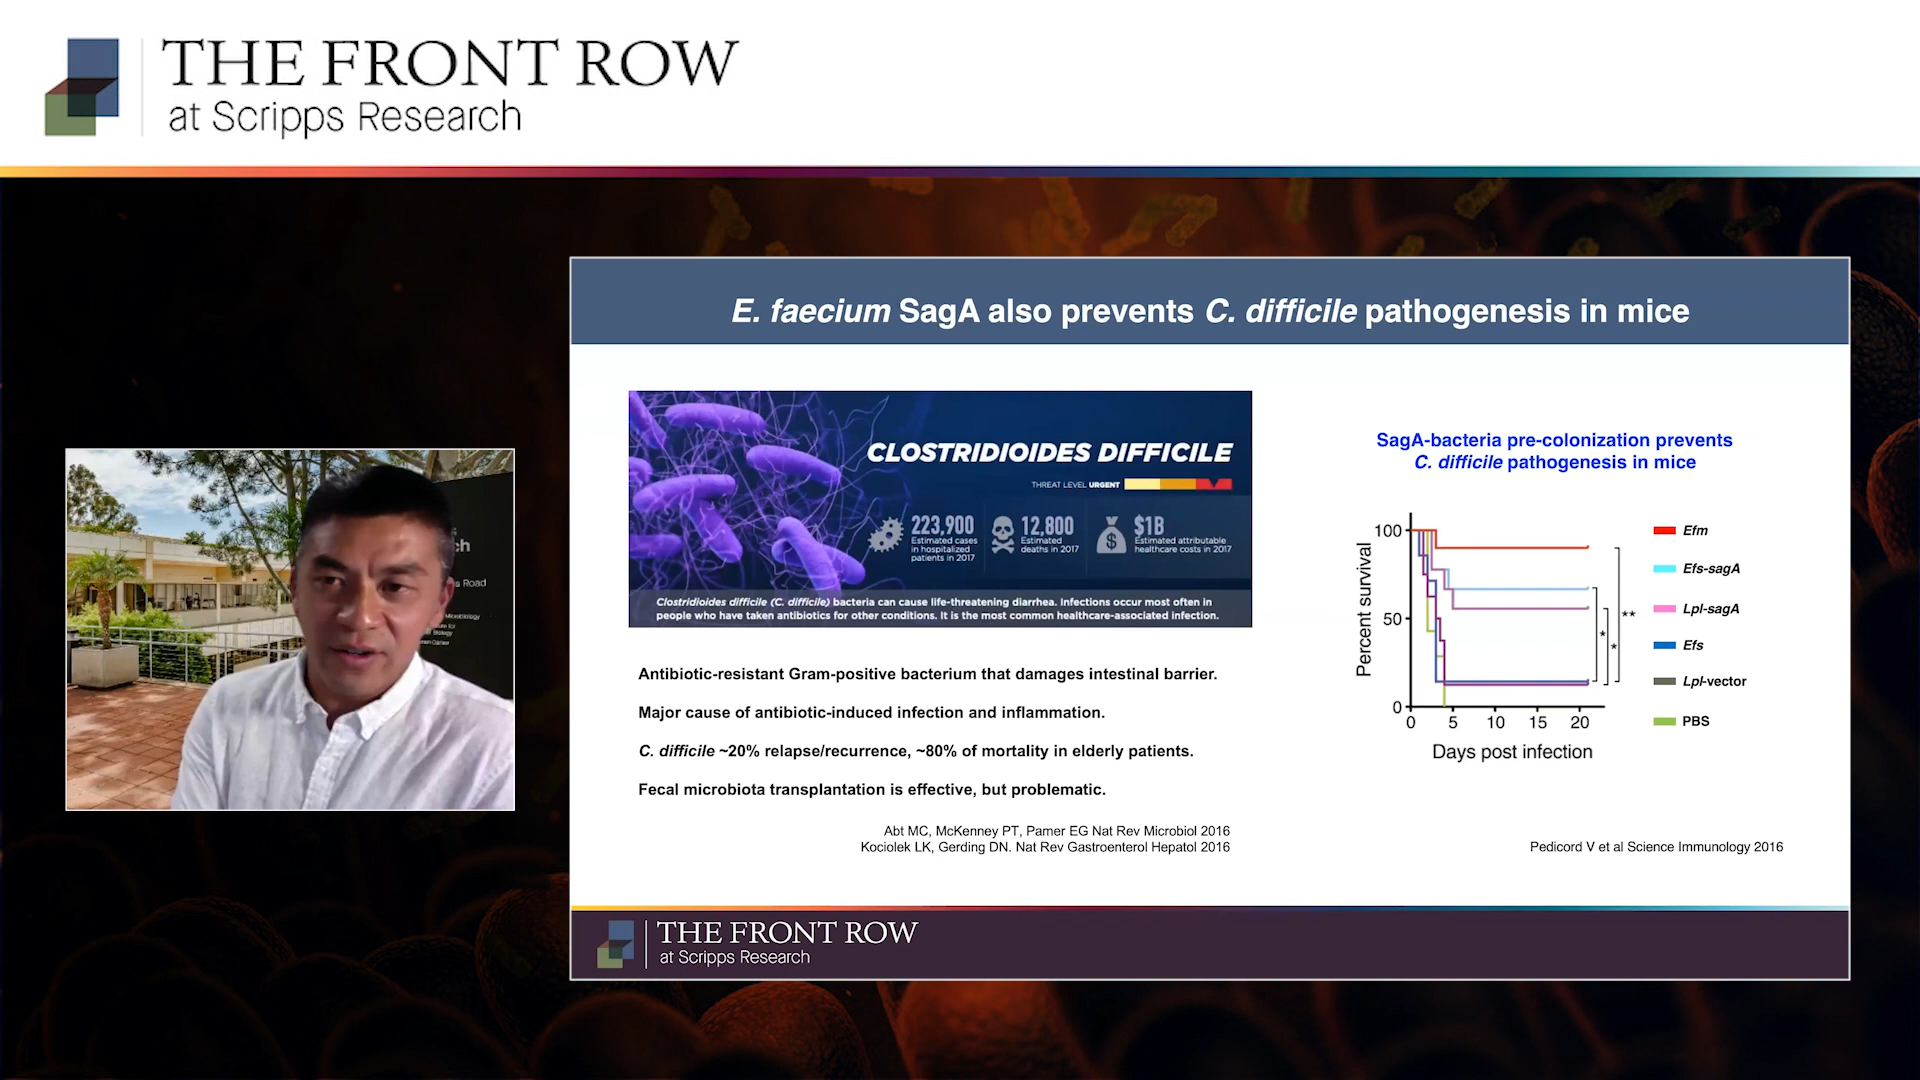 THE FRONT ROW
at Scripps Research
E. faecium SagA also prevents C. difficile pathogenesis in mice
CLOSTRIDIOIDES DIFFICILE
THREAT LEVEL URGENT
223,900
Estimated cases
in hospitalized
patients in 2017
12,800
Estimated
deaths in 2017
$1B
Estimated attributable
healthcare costs in 2017
Clostridioides difficile (C. difficile) bacteria can cause life-threatening diarrhea. Infections occur most often in
people who have taken antibiotics for other conditions. It is the most common healthcare-associated infection.
Antibiotic-resistant Gram-positive bacterium that damages intestinal barrier.
Major cause of antibiotic-induced infection and inflammation.
C. difficile ~20% relapse/recurrence, ~80% of mortality in elderly patients.
Fecal microbiota transplantation is effective, but problematic.
Abt MC, McKenney PT, Pamer EG Nat Rev Microbiol 2016
Kociolek LK, Gerding DN. Nat Rev Gastroenterol Hepatol 2016
SagA-bacteria pre-colonization prevents
C. difficile pathogenesis in mice
Percent survival
100
50
0
0 5 10 15 20
Days post infection
**
*
*
Efm
Efs-sagA
Lpl-sagA
Efs
Lpl-vector
PBS
Pedicord V et al Science Immunology 2016
ch
s Road
Microbiology
THE FRONT ROW
at Scripps Research